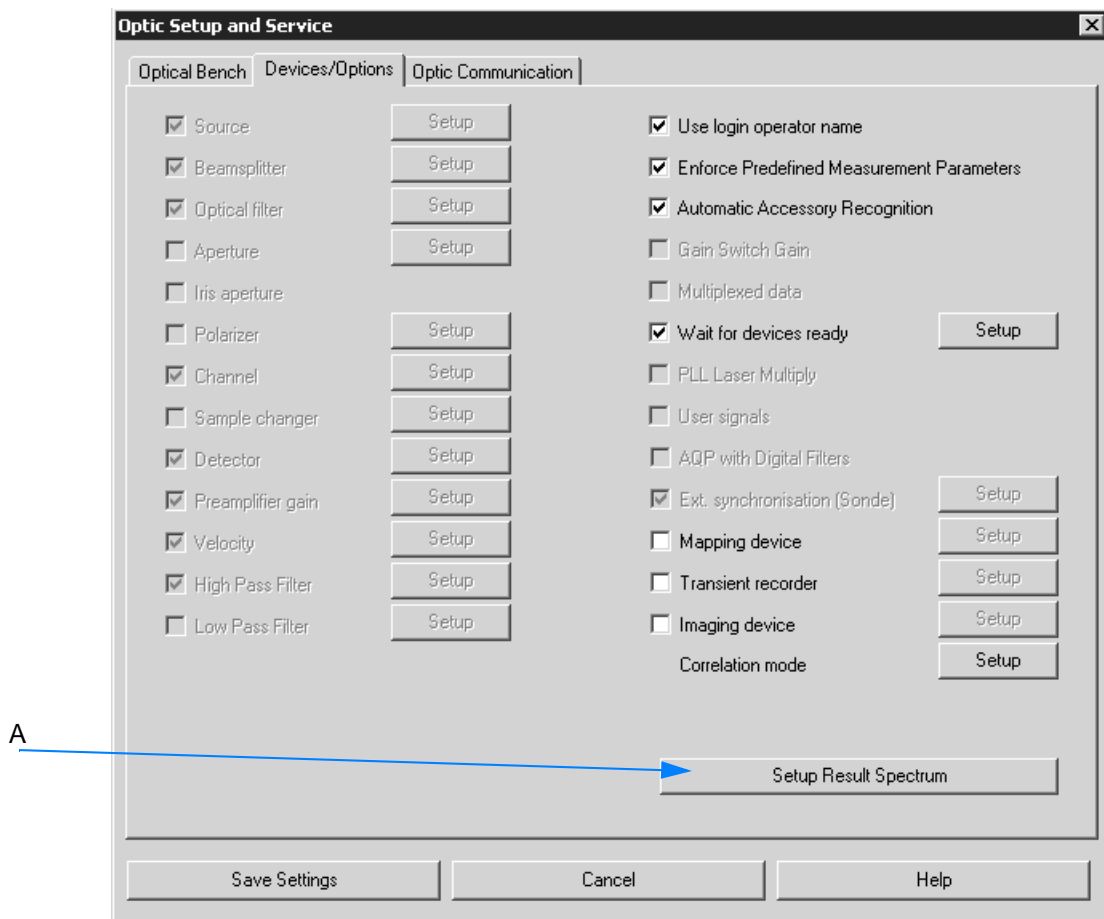 Optic Setup and Service
Optical Bench Devices/Options Optic Communication
Source Setup
Beamsplitter Setup
Optical filter Setup
Aperture Setup
Iris aperture
Polarizer Setup
Channel Setup
Sample changer Setup
Detector Setup
Preamplifier gain Setup
Velocity Setup
High Pass Filter Setup
Low Pass Filter Setup
Use login operator name
Enforce Predefined Measurement Parameters
Automatic Accessory Recognition
Gain Switch Gain
Multiplexed data
Wait for devices ready Setup
PLL Laser Multiply
User signals
AQP with Digital Filters
Ext. synchronisation (Sonde) Setup
Mapping device Setup
Transient recorder Setup
Imaging device Setup
Correlation mode Setup
A
Setup Result Spectrum
Save Settings Cancel Help